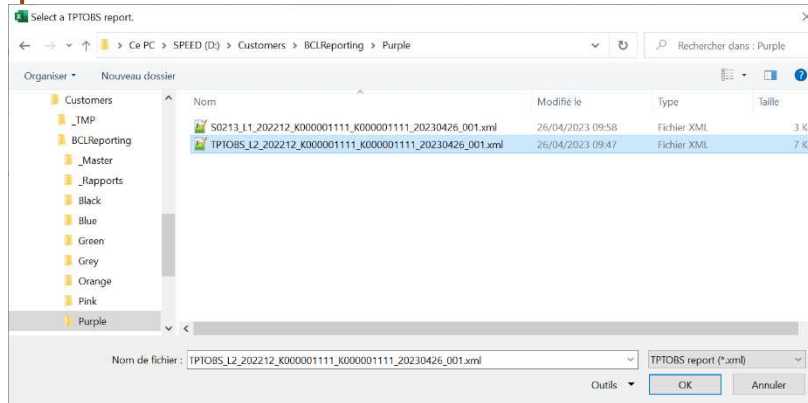 Select a TPTOBS report.
> Ce PC > SPEED (D:) > Customers > BCLReporting > Purple
Rechercher dans : Purple
Organiser Nouveau dossier
Customers
_TMP
BCLReporting
_Master
_Rapports
Black
Blue
Green
Grey
Orange
Pink
Purple
Nom Modifié le Type Taille
S0213_L1_202212_K000001111_K000001111_20230426_001.xml 26/04/2023 09:58 Fichier XML 3 K
TPTOBS_L2_202212_K000001111_K000001111_20230426_001.xml 26/04/2023 09:47 Fichier XML 7 K
Nom de fichier : TPTOBS_L2_202212_K000001111_K000001111_20230426_001.xml TPTOBS report (*.xml)
Outils OK Annuler